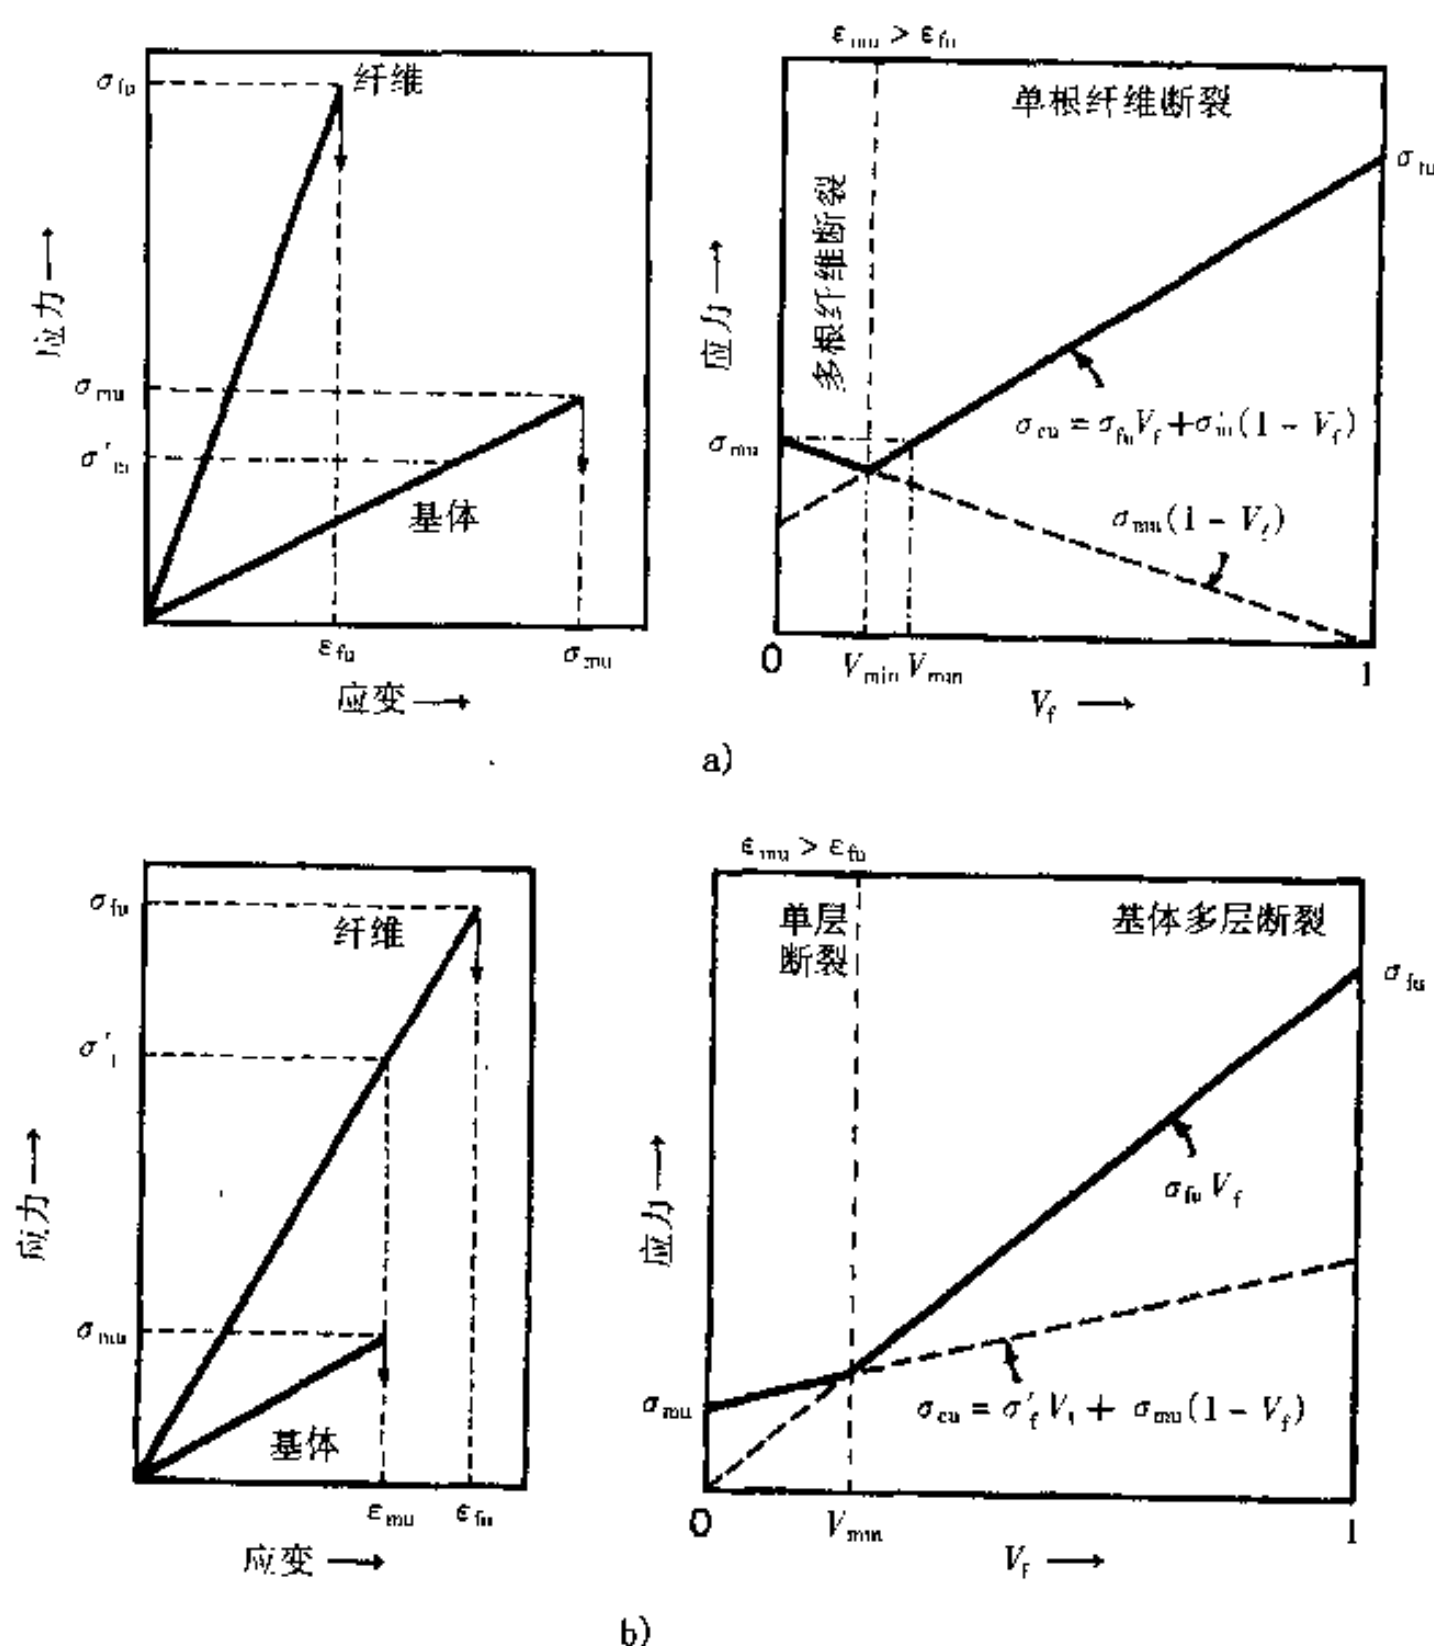 σfu
纤维
应力
σmu
σ′m
基体
εfu
σmu
应变
εmu > εfu
单根纤维断裂
多根纤维断裂
σfu
应力
σcu = σfuVf + σ′m(1 - Vf)
σmu
σmu(1 - Vf)
0
Vmin
Vmin
1
Vf
a)
σfu
纤维
σ′f
应力
σmu
基体
εmu
εfu
应变
εmu > εfu
单层
断裂
基体多层断裂
σfu
应力
σfu Vf
σmu
σcu = σ′f Vf + σmu(1 - Vf)
0
Vmin
1
Vf
b)